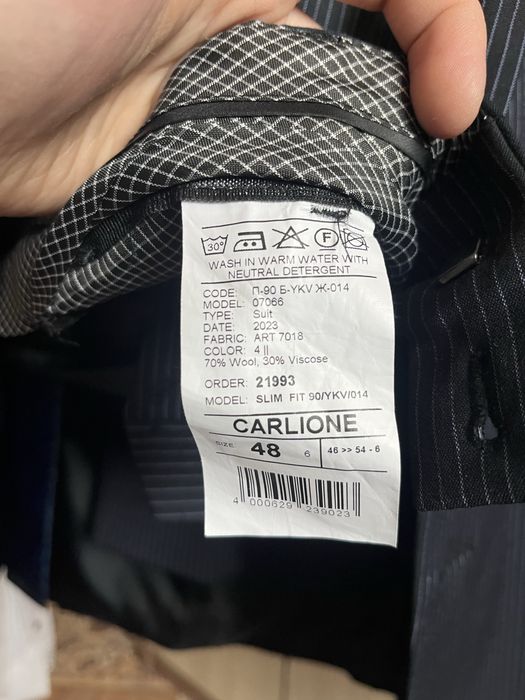 30°
F
WASH IN WARM WATER WITH
NEUTRAL DETERGENT
CODE: П-90 Б-YKV Ж-014
MODEL: 07066
TYPE: Suit
DATE: 2023
FABRIC: ART 7018
COLOR: 4 ||
70% Wool, 30% Viscose
ORDER: 21993
MODEL: SLIM FIT 90/YKV/014
CARLIONE
SIZE 48 6 46 >> 54 - 6
4 000629 239023